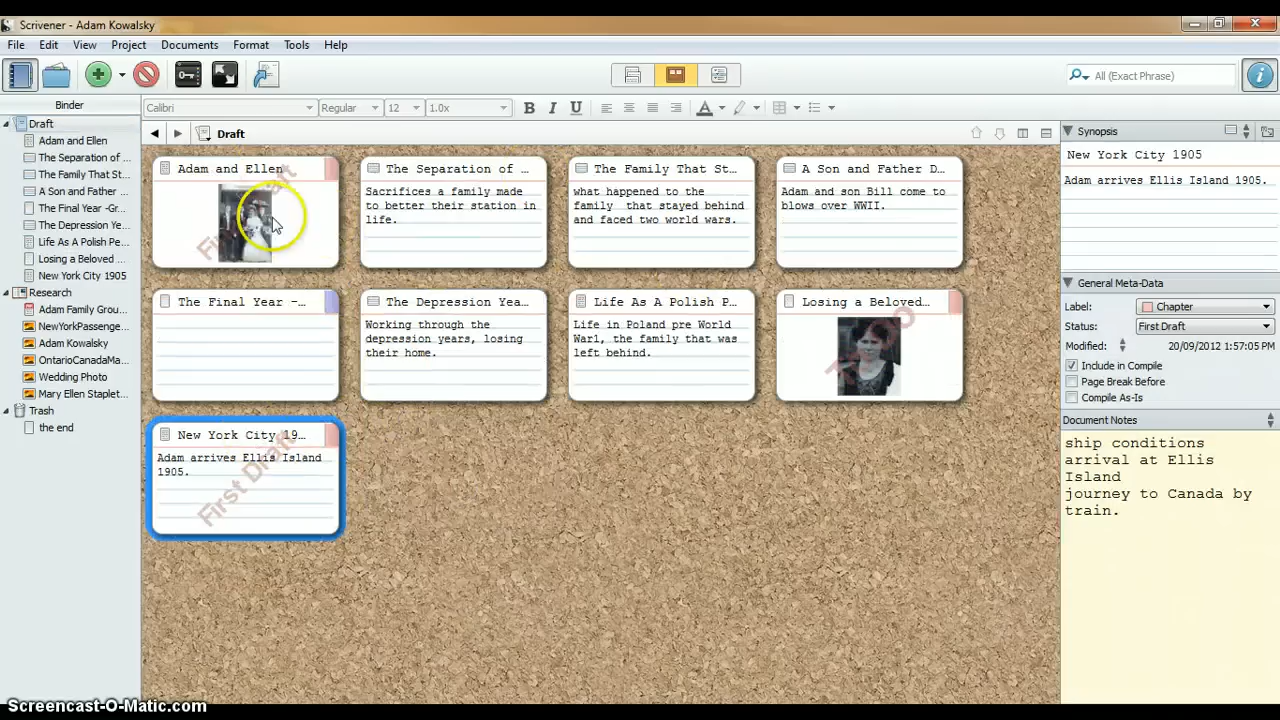 Scrivener - Adam Kowalsky
File Edit View Project Documents Format Tools Help
All (Exact Phrase)
Binder
Calibri Regular 12 1.0x B I U A
Draft
Adam and Ellen
The Separation of ...
The Family That St...
A Son and Father ...
The Final Year -Gr...
The Depression Ye...
Life As A Polish Pe...
Losing a Beloved ...
New York City 1905
Research
Adam Family Grou...
NewYorkPassenge...
Adam Kowalsky
OntarioCanadaMa...
Wedding Photo
Mary Ellen Staplet...
Trash
the end
Draft
Adam and Ellen
First Draft
The Separation of ...
Sacrifices a family made
to better their station in
life.
The Family That St...
what happened to the
family that stayed behind
and faced two world wars.
A Son and Father D...
Adam and son Bill come to
blows over WWII.
The Final Year -...
The Depression Yea...
Working through the
depression years, losing
their home.
Life As A Polish P...
Life in Poland pre World
War1, the family that was
left behind.
Losing a Beloved...
New York City 19...
Adam arrives Ellis Island
1905.
First Draft
Synopsis
New York City 1905
Adam arrives Ellis Island 1905.
General Meta-Data
Label: Chapter
Status: First Draft
Modified: 20/09/2012 1:57:05 PM
Include in Compile
Page Break Before
Compile As-Is
Document Notes
ship conditions
arrival at Ellis
Island
journey to Canada by
train.
Screencast-O-Matic.com